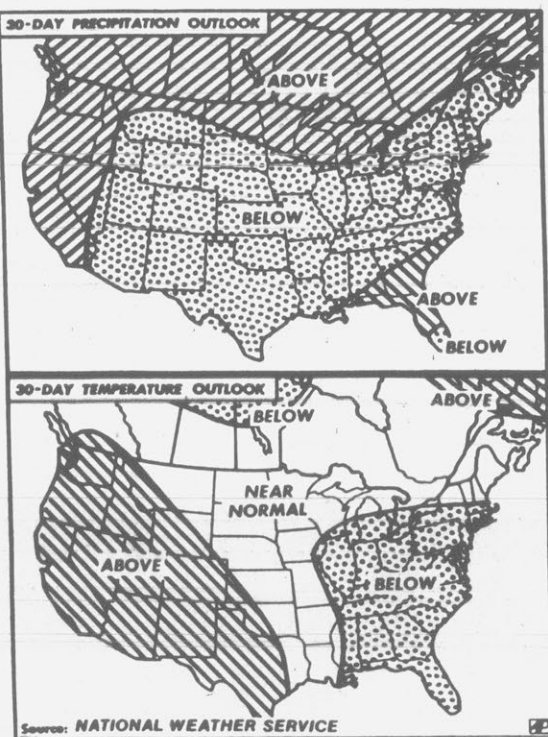 30-DAY PRECIPITATION OUTLOOK
ABOVE
BELOW
ABOVE
BELOW
30-DAY TEMPERATURE OUTLOOK
BELOW
ABOVE
NEAR
NORMAL
ABOVE
BELOW
Source: NATIONAL WEATHER SERVICE